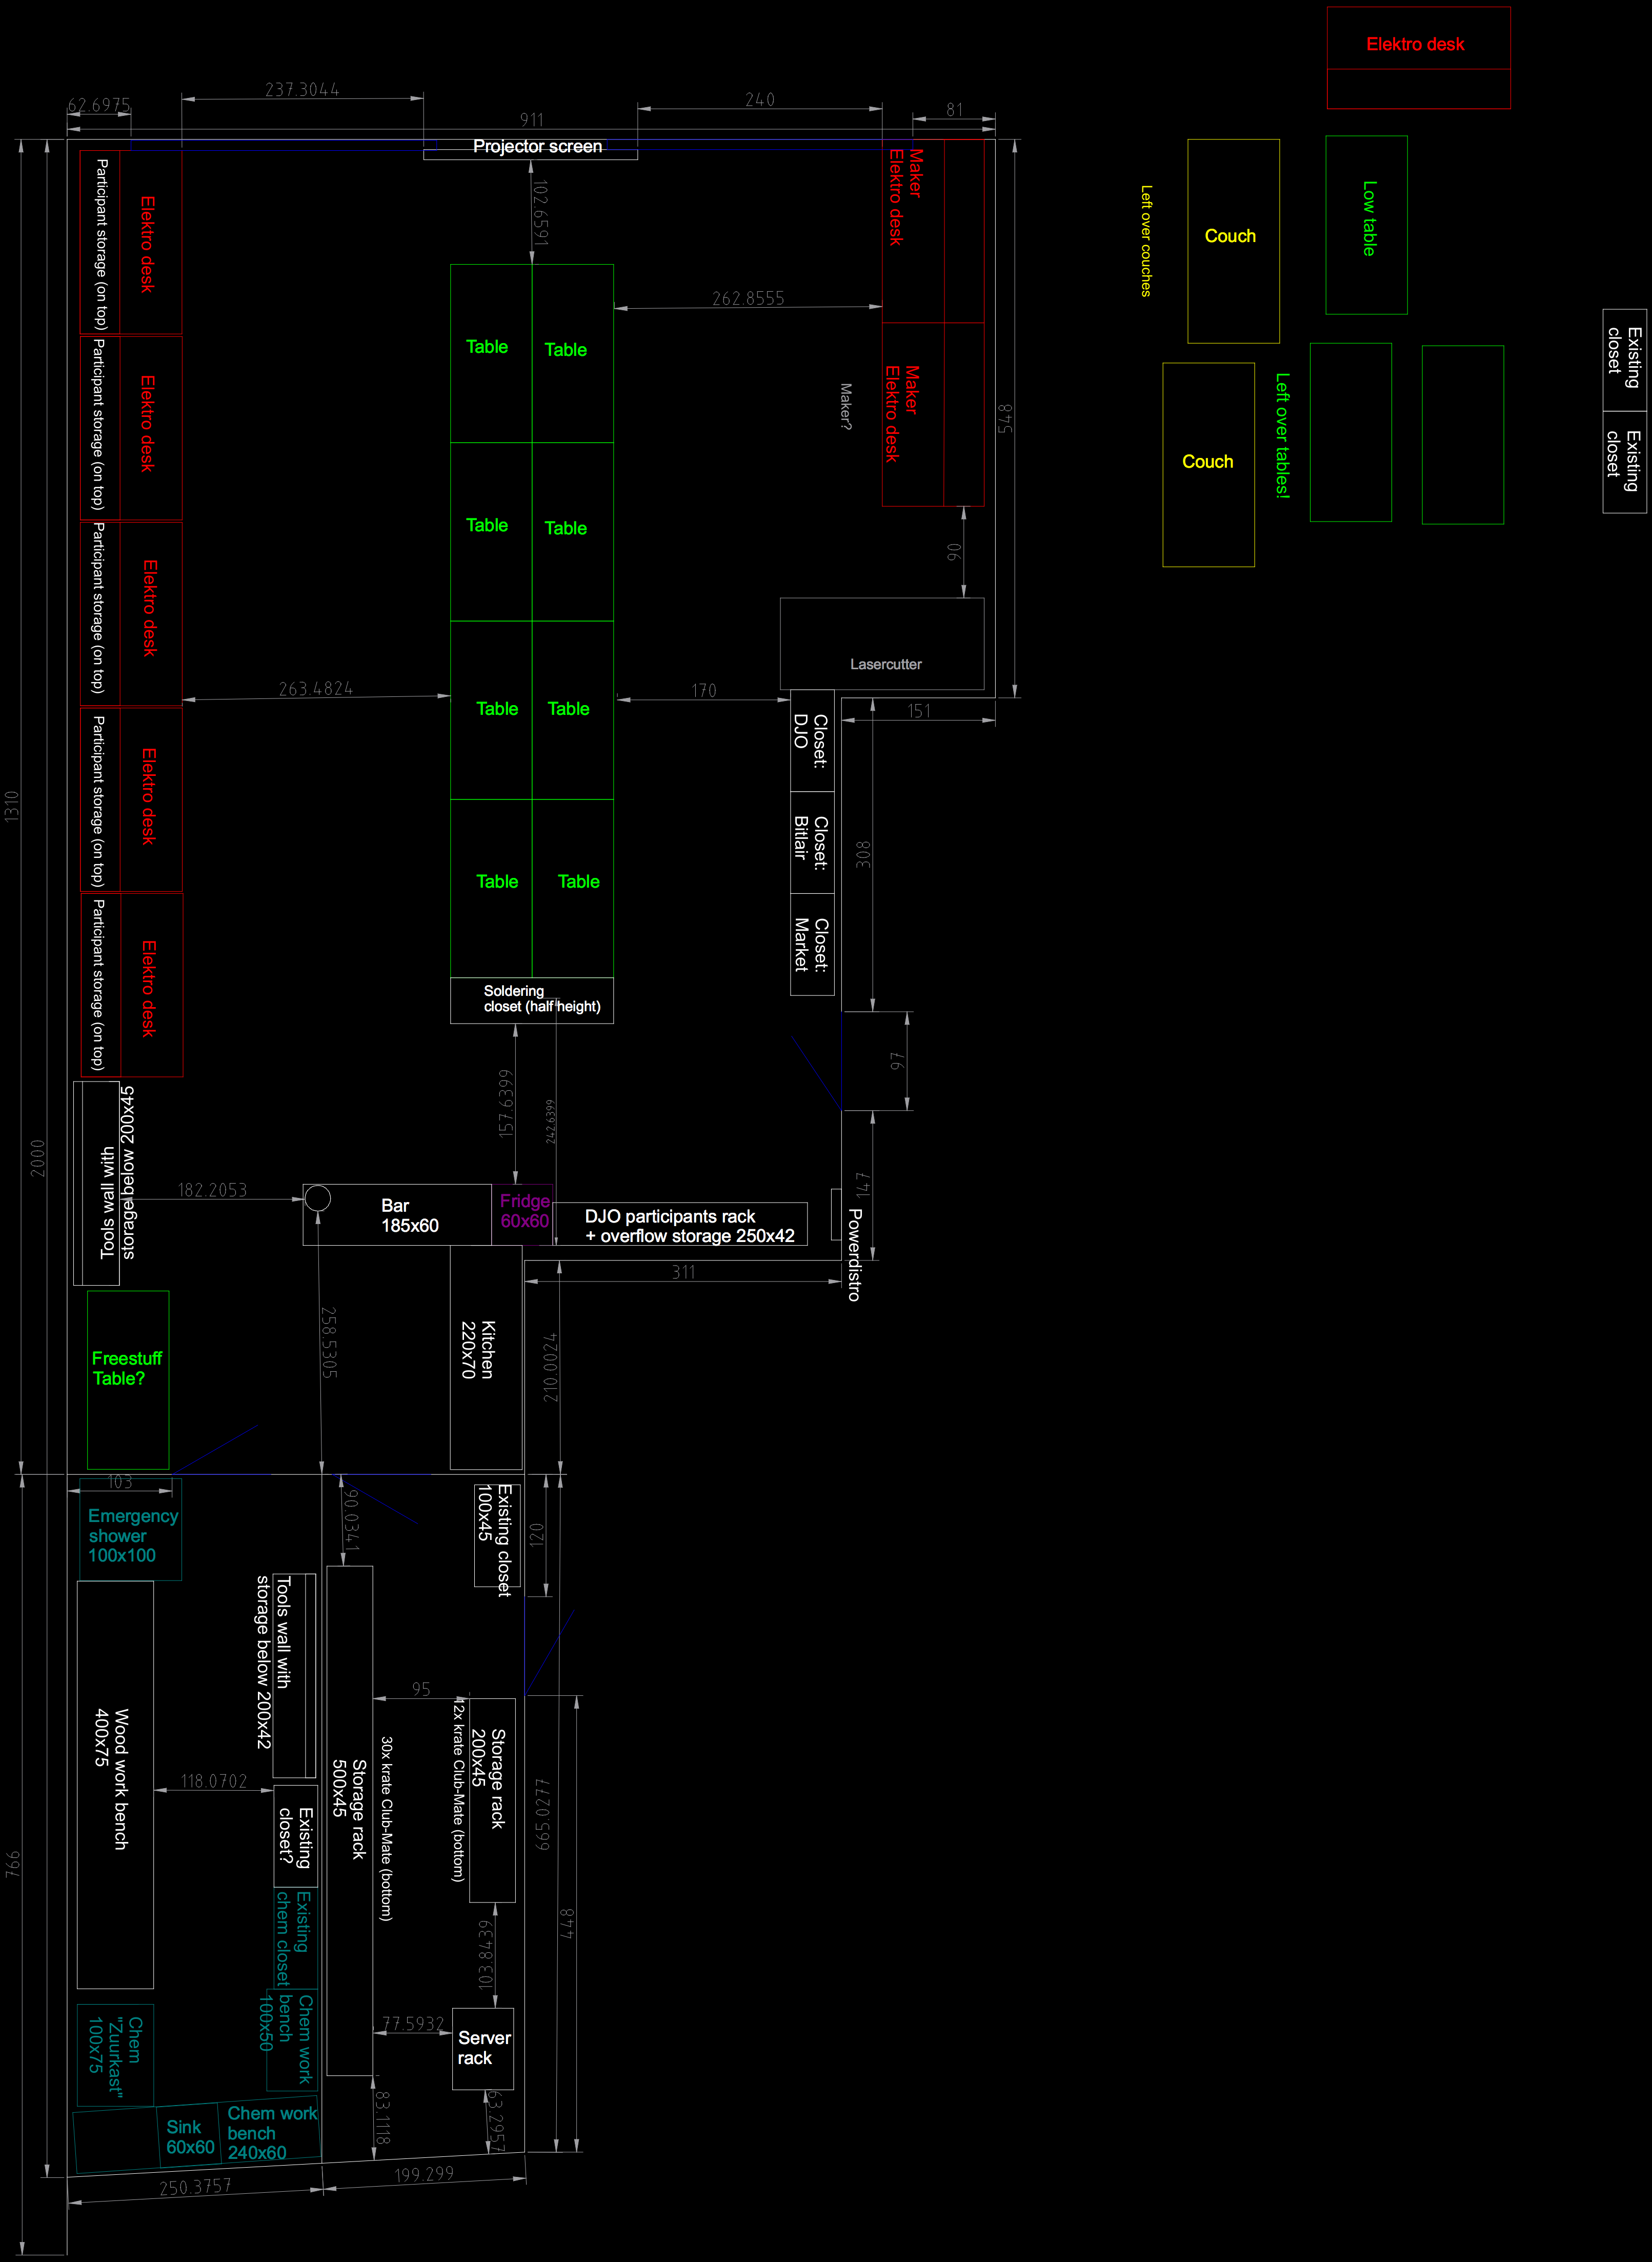 Elektro desk
62.6975
237.3044
240
81
911
Projector screen
Participant storage (on top)
Elektro desk
102.6591
Maker
Elektro desk
Left over couches
Couch
Low table
Existing
closet
262.8555
Table
Table
Participant storage (on top)
Elektro desk
Maker?
Maker
Elektro desk
548
Couch
Left over tables!
Existing
closet
Table
Table
90
Participant storage (on top)
Elektro desk
Lasercutter
263.4824
170
151
Table
Table
Closet:
DJO
Participant storage (on top)
Elektro desk
1310
308
Closet:
Bitlair
Table
Table
Closet:
Market
Participant storage (on top)
Elektro desk
Soldering
closet (half height)
97
157.6399
242.6399
2000
Tools wall with
storagebelow 200x045
182.2053
Bar
185x60
Fridge
60x60
DJO participants rack
+ overflow storage 250x42
147
Powerdistro
311
258.5305
Kitchen
220x70
210.0024
Freestuff
Table?
103
Emergency
shower
100x100
90.0341
Existing closet
100x45
120
Tools wall with
storage below 200x42
95
Wood work bench
400x75
118.0702
Storage rack
500x45
30x krate Club-Mate (bottom)
12x krate Club-Mate (bottom)
Storage rack
200x45
665.0277
Existing
closet?
766
Existing
chem closet
103.8439
448
Chem work
bench
100x50
Chem
"Zuurkast"
100x75
77.5932
Server
rack
83.1118
63.2957
Sink
60x60
Chem work
bench
240x60
250.3757
199.299